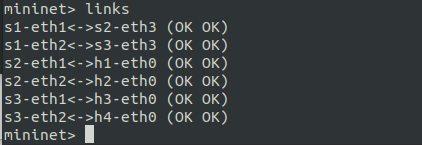 mininet> links
s1-eth1<->s2-eth3 (OK OK)
s1-eth2<->s3-eth3 (OK OK)
s2-eth1<->h1-eth0 (OK OK)
s2-eth2<->h2-eth0 (OK OK)
s3-eth1<->h3-eth0 (OK OK)
s3-eth2<->h4-eth0 (OK OK)
mininet>